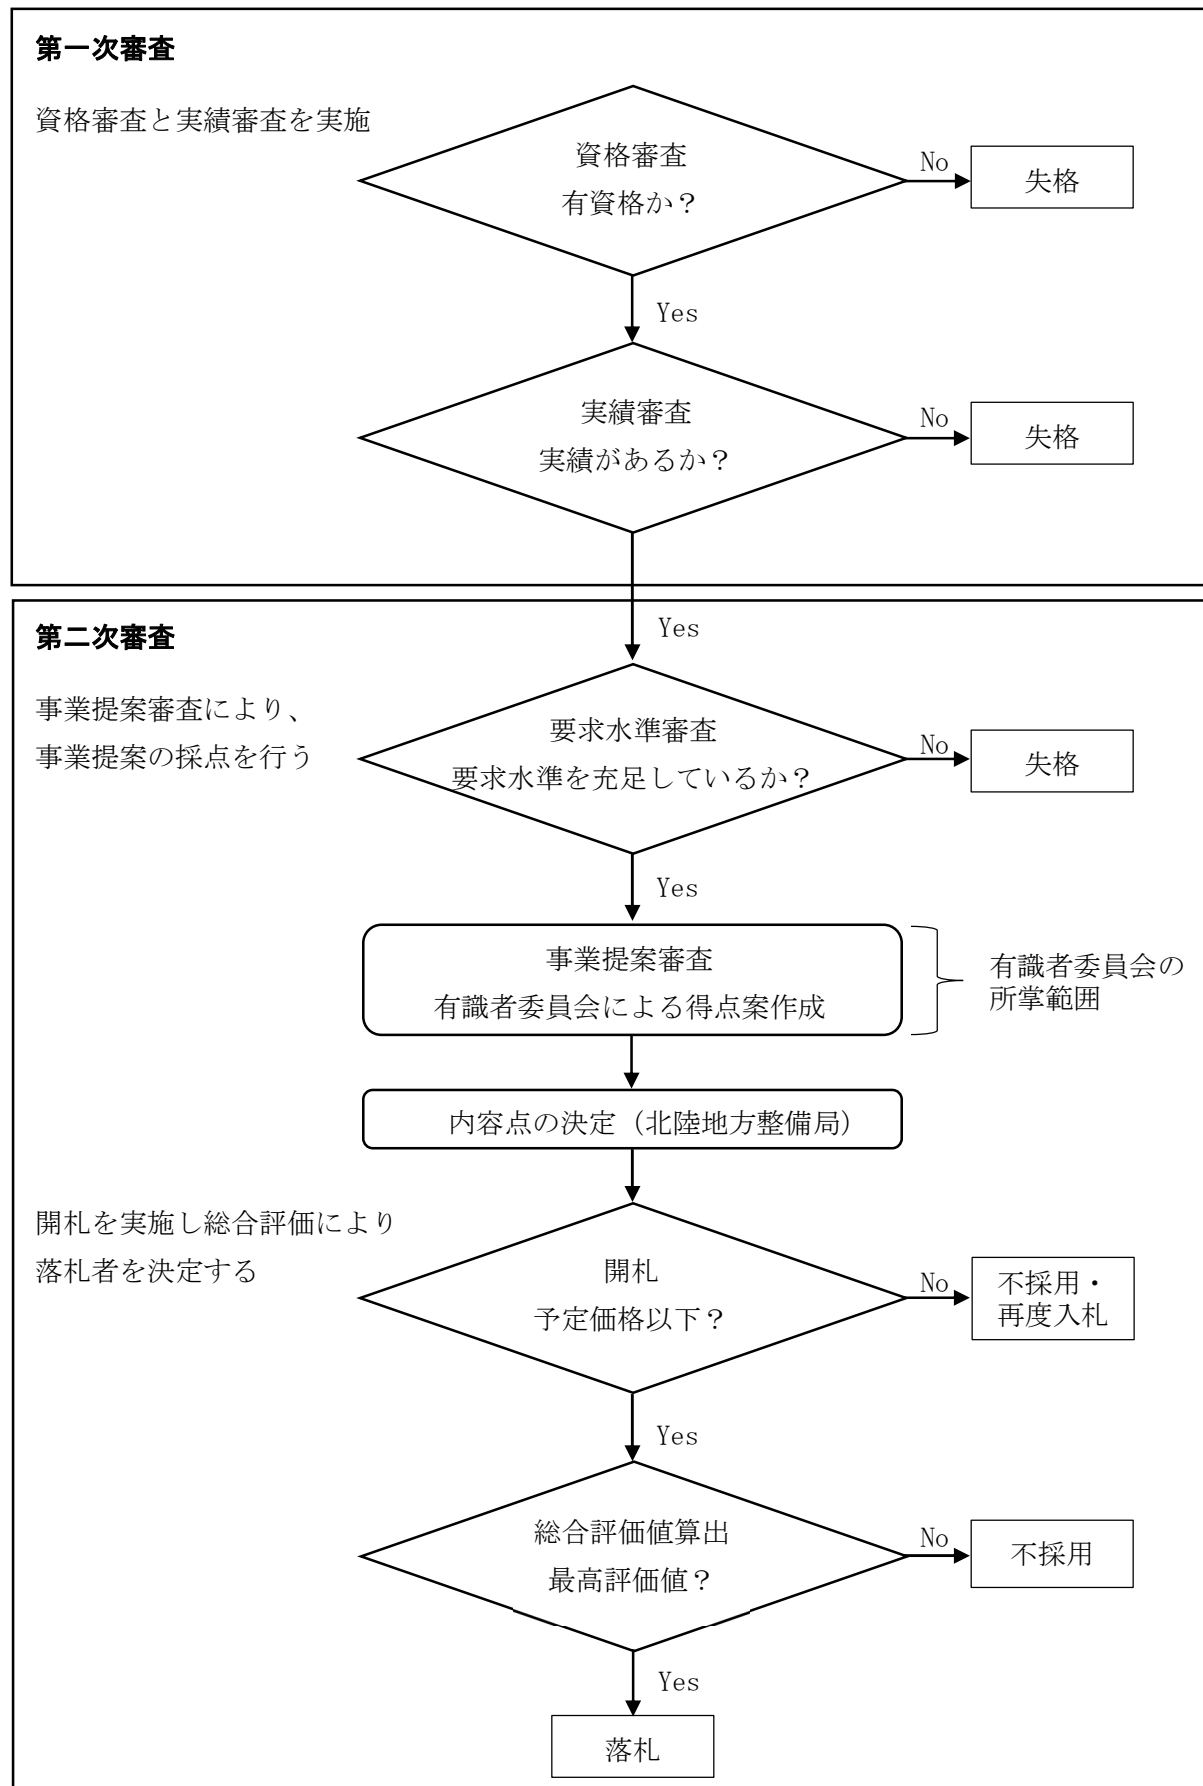 第一次審査
資格審査と実績審査を実施
資格審査
有資格か？
No
失格
Yes
実績審査
実績があるか？
No
失格
Yes
第二次審査
事業提案審査により、
事業提案の採点を行う
要求水準審査
要求水準を充足しているか？
No
失格
Yes
事業提案審査
有識者委員会による得点案作成
有識者委員会の
所掌範囲
内容点の決定（北陸地方整備局）
開札を実施し総合評価により
落札者を決定する
開札
予定価格以下？
No
不採用・
再度入札
Yes
総合評価値算出
最高評価値？
No
不採用
Yes
落札